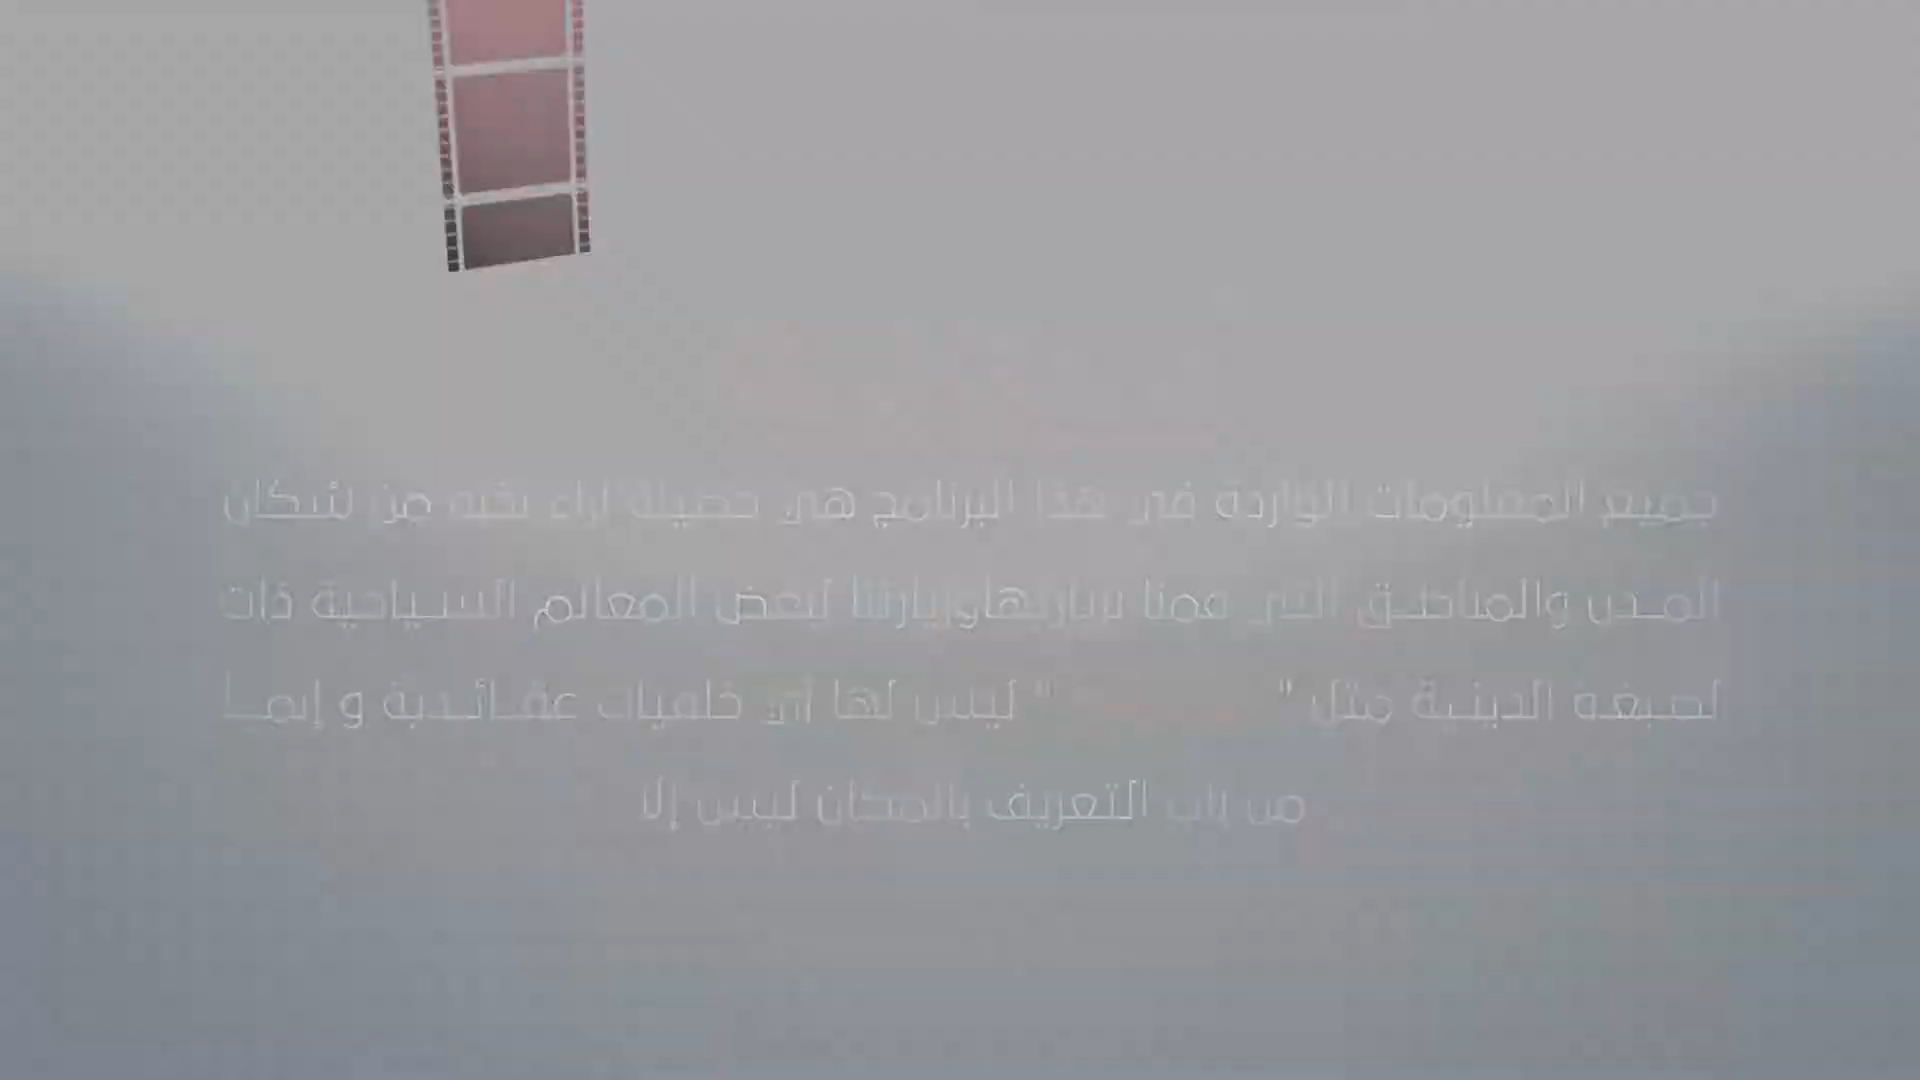 جميع المعلومات الواردة في هذا البرنامج هي حصيلة آراء نخبة من سكان
المدن والمناطق التي قمنا بزيارتها وزيارتنا لبعض المعالم السياحية ذات
لصبغة الدينية مثل " " ليس لها أي خلفيات عقائدية و إنما
من باب التعريف بالمكان ليس إلا